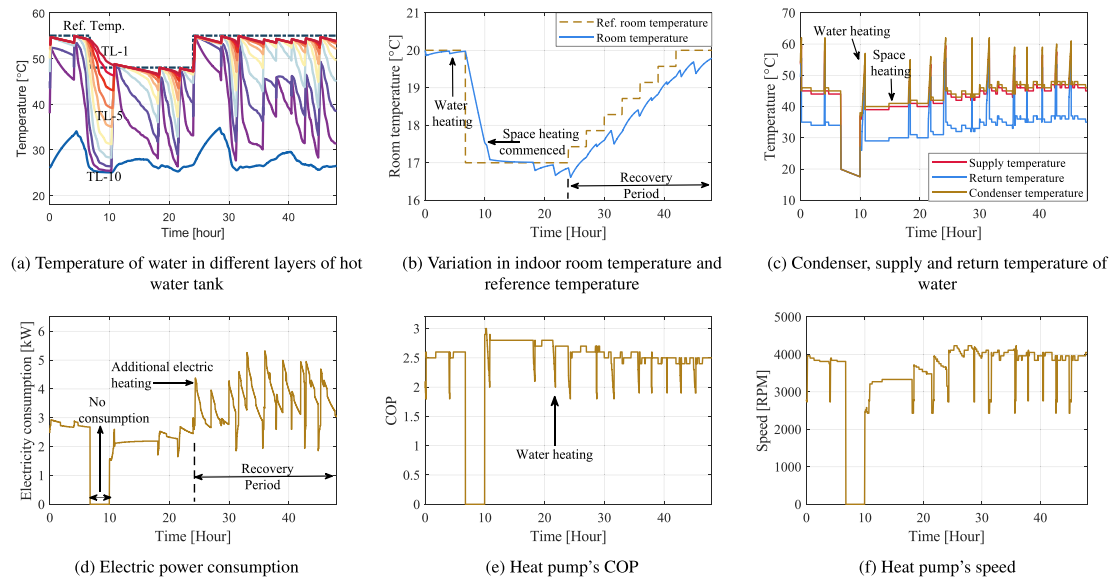 Ref. Temp.
TL-1
TL-5
TL-10
60
50
40
30
20
Temperature [°C]
0 10 20 30 40
Time [hour]
(a) Temperature of water in different layers of hot
water tank
Ref. room temperature
Room temperature
Water
heating
Space heating
commenced
Recovery
Period
21
20
19
18
17
16
Room temperature [°C]
0 10 20 30 40
Time [Hour]
(b) Variation in indoor room temperature and
reference temperature
Water heating
Space
heating
Supply temperature
Return temperature
Condenser temperature
70
60
50
40
30
20
10
Temperature [°C]
0 10 20 30 40
Time [Hour]
(c) Condenser, supply and return temperature of
water
Additional electric
heating
No
consumption
Recovery
Period
6
5
4
3
2
1
0
Electricity consumption [kW]
0 10 20 30 40
Time [Hour]
(d) Electric power consumption
Water heating
3
2.5
2
1.5
1
0.5
0
COP
0 10 20 30 40
Time [Hour]
(e) Heat pump's COP
5000
4000
3000
2000
1000
0
Speed [RPM]
0 10 20 30 40
Time [Hour]
(f) Heat pump's speed